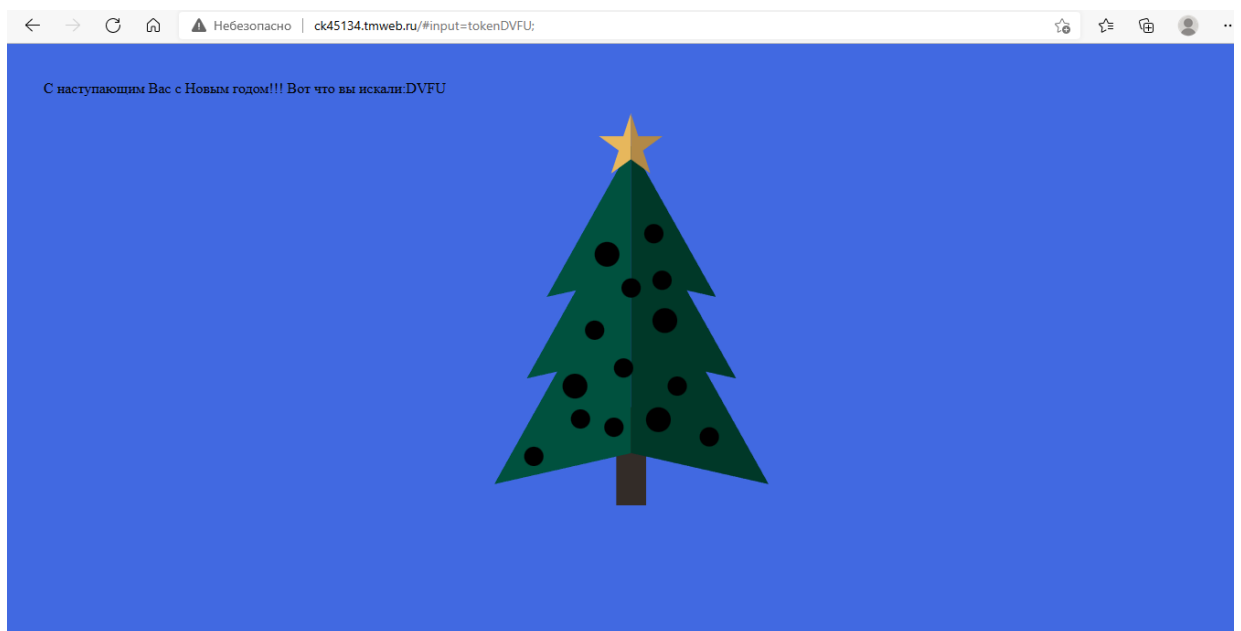 Небезопасно | ck45134.tmweb.ru/#input=tokenDVFU;
С наступающим Вас с Новым годом!!! Вот что вы искали:DVFU